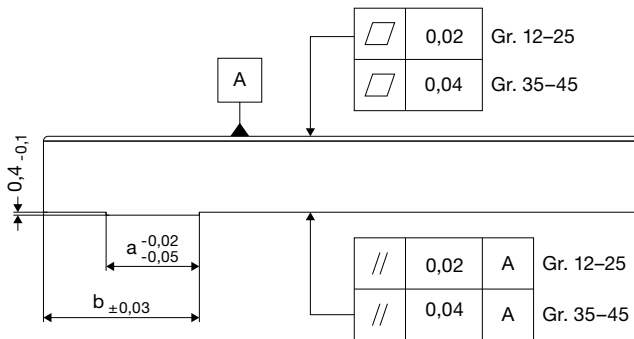 ▱ 0,02 Gr. 12–25
▱ 0,04 Gr. 35–45
A
0,4 -0,1
a -0,02 -0,05
b ±0,03
// 0,02 A Gr. 12–25
// 0,04 A Gr. 35–45